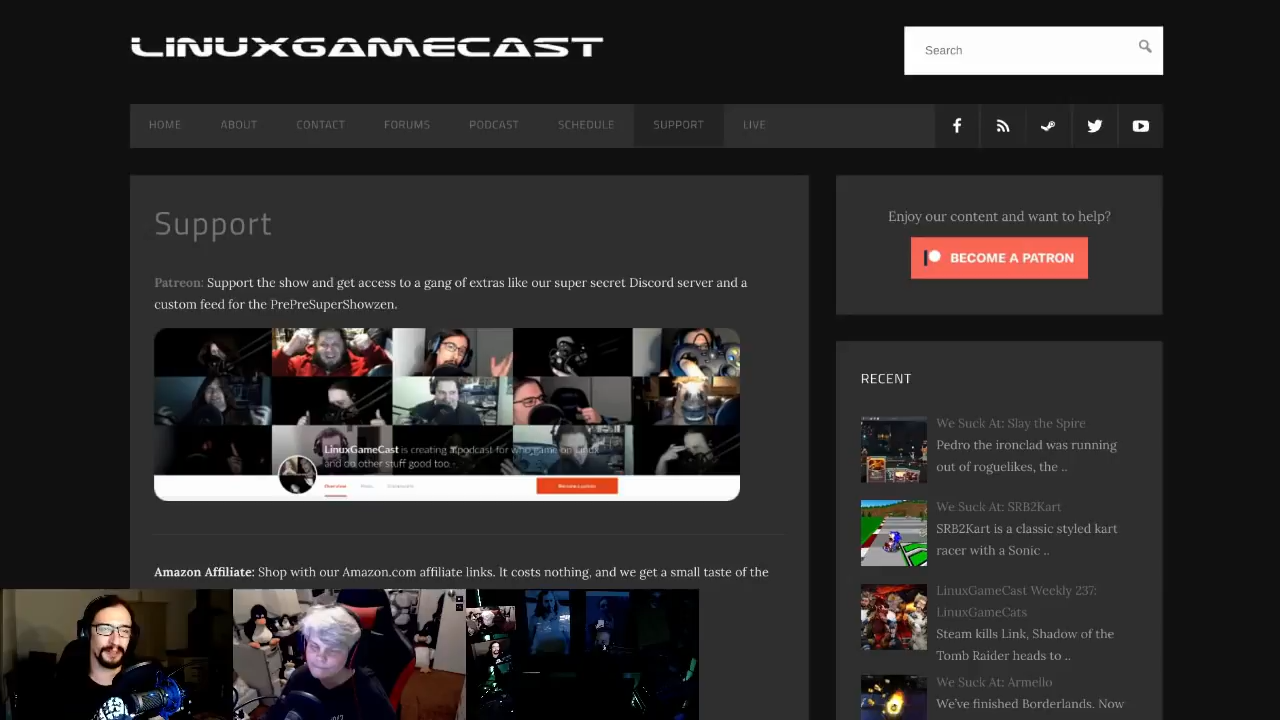 LINUXGAMECAST
Search
HOME ABOUT CONTACT FORUMS PODCAST SCHEDULE SUPPORT LIVE
Support
Patreon: Support the show and get access to a gang of extras like our super secret Discord server and a
custom feed for the PrePreSuperShowzen.
LinuxGameCast is creating a podcast for who game on Linux
and do other stuff good too.
Overview
Become a patron
Amazon Affiliate: Shop with our Amazon.com affiliate links. It costs nothing, and we get a small taste of the
Enjoy our content and want to help?
BECOME A PATRON
RECENT
We Suck At: Slay the Spire
Pedro the ironclad was running
out of roguelikes, the ..
We Suck At: SRB2Kart
SRB2Kart is a classic styled kart
racer with a Sonic ..
LinuxGameCast Weekly 237:
LinuxGameCats
Steam kills Link, Shadow of the
Tomb Raider heads to ..
We Suck At: Armello
We've finished Borderlands. Now